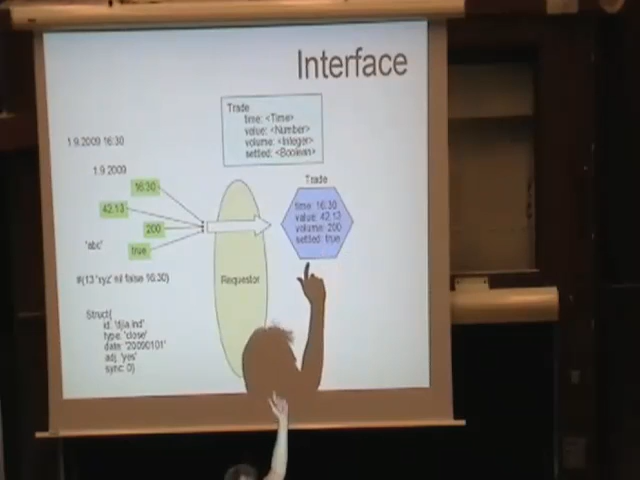 Interface
Trade
time: <Time>
value: <Number>
volume: <Integer>
settled: <Boolean>
1.9.2009 16:30
1.9.2009
16:30
42.13
200
'abc'
true
Trade
time: 16:30
value: 42.13
volume: 200
settled: true
Requestor
#(13 'xyz' nil false 16:30)
Struct{
id: 'djia.ind'
type: 'close'
date: '20090101'
adj: 'yes'
sync: 0}